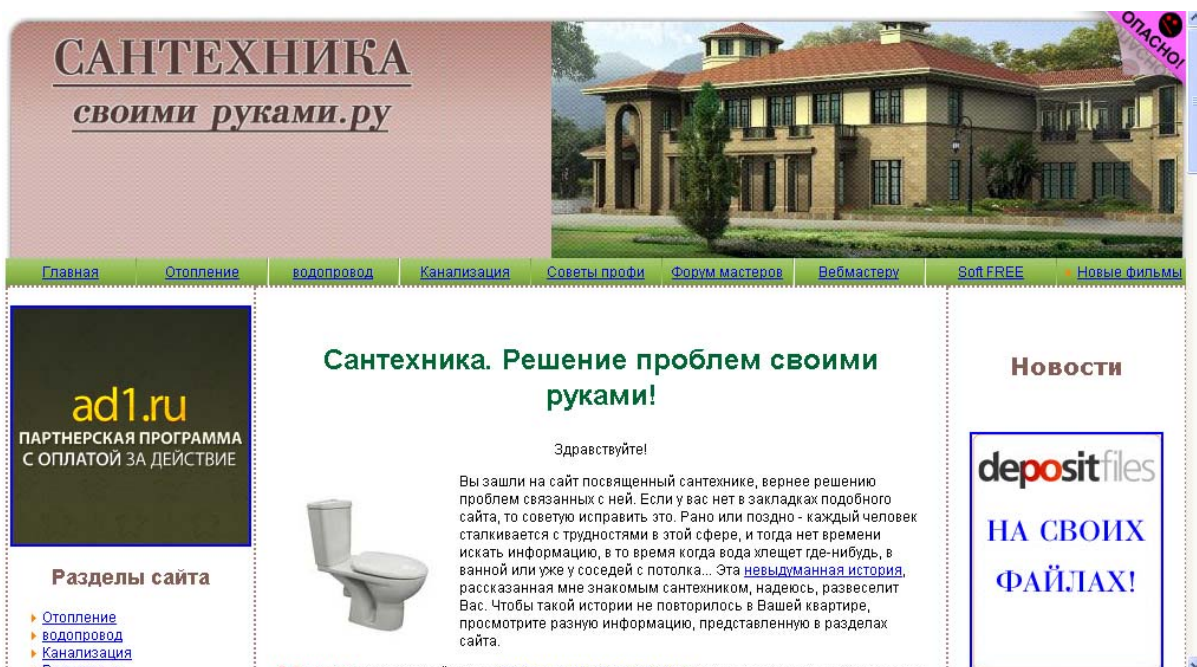 САНТЕХНИКА
своими руками.ру
ОПАСНО!
Главная
Отопление
водопровод
Канализация
Советы профи
Форум мастеров
Вебмастеру
Soft FREE
Новые фильмы
ad1.ru
ПАРТНЕРСКАЯ ПРОГРАММА
С ОПЛАТОЙ ЗА ДЕЙСТВИЕ
Разделы сайта
Отопление
водопровод
Канализация
Сантехника. Решение проблем своими
руками!
Здравствуйте!
Вы зашли на сайт посвященный сантехнике, вернее решению
проблем связанных с ней. Если у вас нет в закладках подобного
сайта, то советую исправить это. Рано или поздно - каждый человек
сталкивается с трудностями в этой сфере, и тогда нет времени
искать информацию, в то время когда вода хлещет где-нибудь, в
ванной или уже у соседей с потолка... Эта невыдуманная история,
рассказанная мне знакомым сантехником, надеюсь, развеселит
Вас. Чтобы такой истории не повторилось в Вашей квартире,
просмотрите разную информацию, представленную в разделах
сайта.
Новости
depositfiles
НА СВОИХ
ФАЙЛАХ!